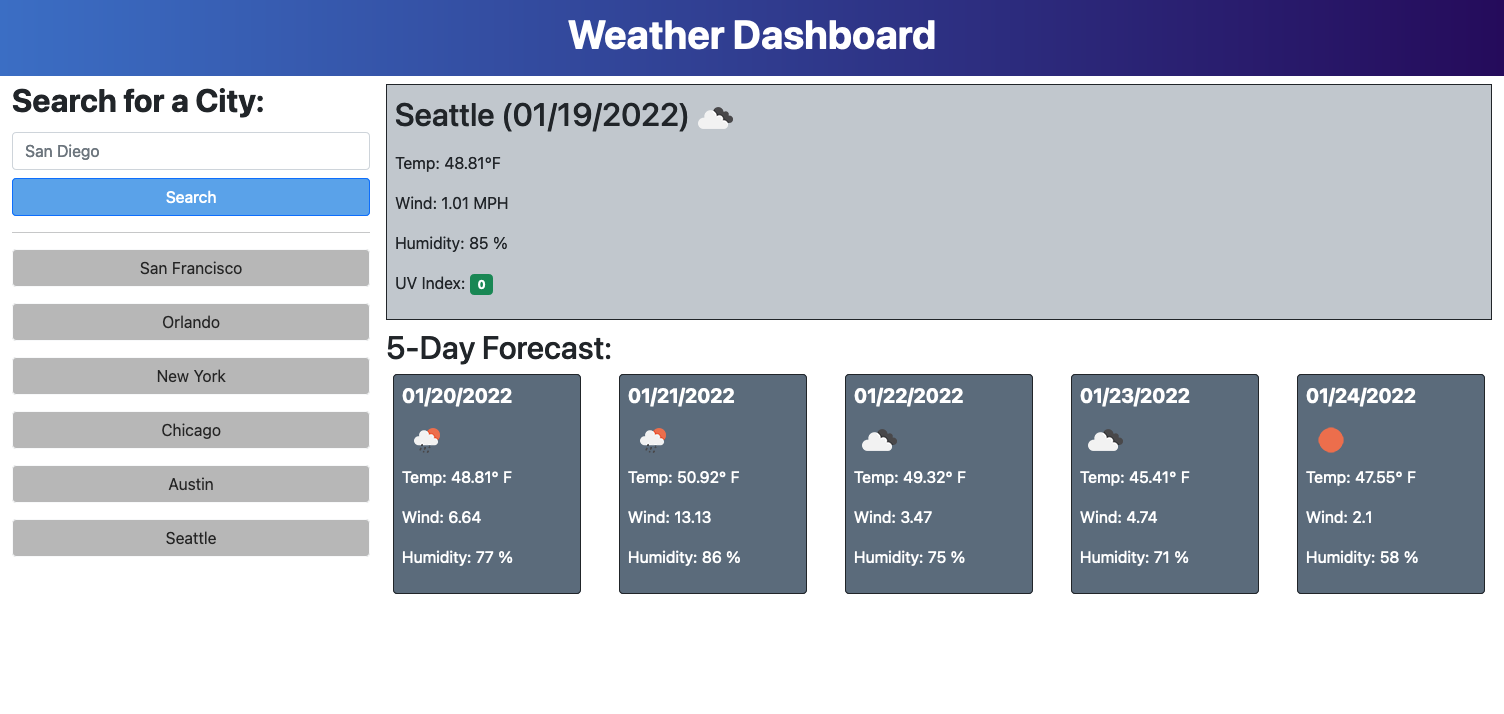 Weather Dashboard
Search for a City:
San Diego
Search
San Francisco
Orlando
New York
Chicago
Austin
Seattle
Seattle (01/19/2022)
Temp: 48.81°F
Wind: 1.01 MPH
Humidity: 85 %
UV Index: 0
5-Day Forecast:
01/20/2022
Temp: 48.81° F
Wind: 6.64
Humidity: 77 %
01/21/2022
Temp: 50.92° F
Wind: 13.13
Humidity: 86 %
01/22/2022
Temp: 49.32° F
Wind: 3.47
Humidity: 75 %
01/23/2022
Temp: 45.41° F
Wind: 4.74
Humidity: 71 %
01/24/2022
Temp: 47.55° F
Wind: 2.1
Humidity: 58 %